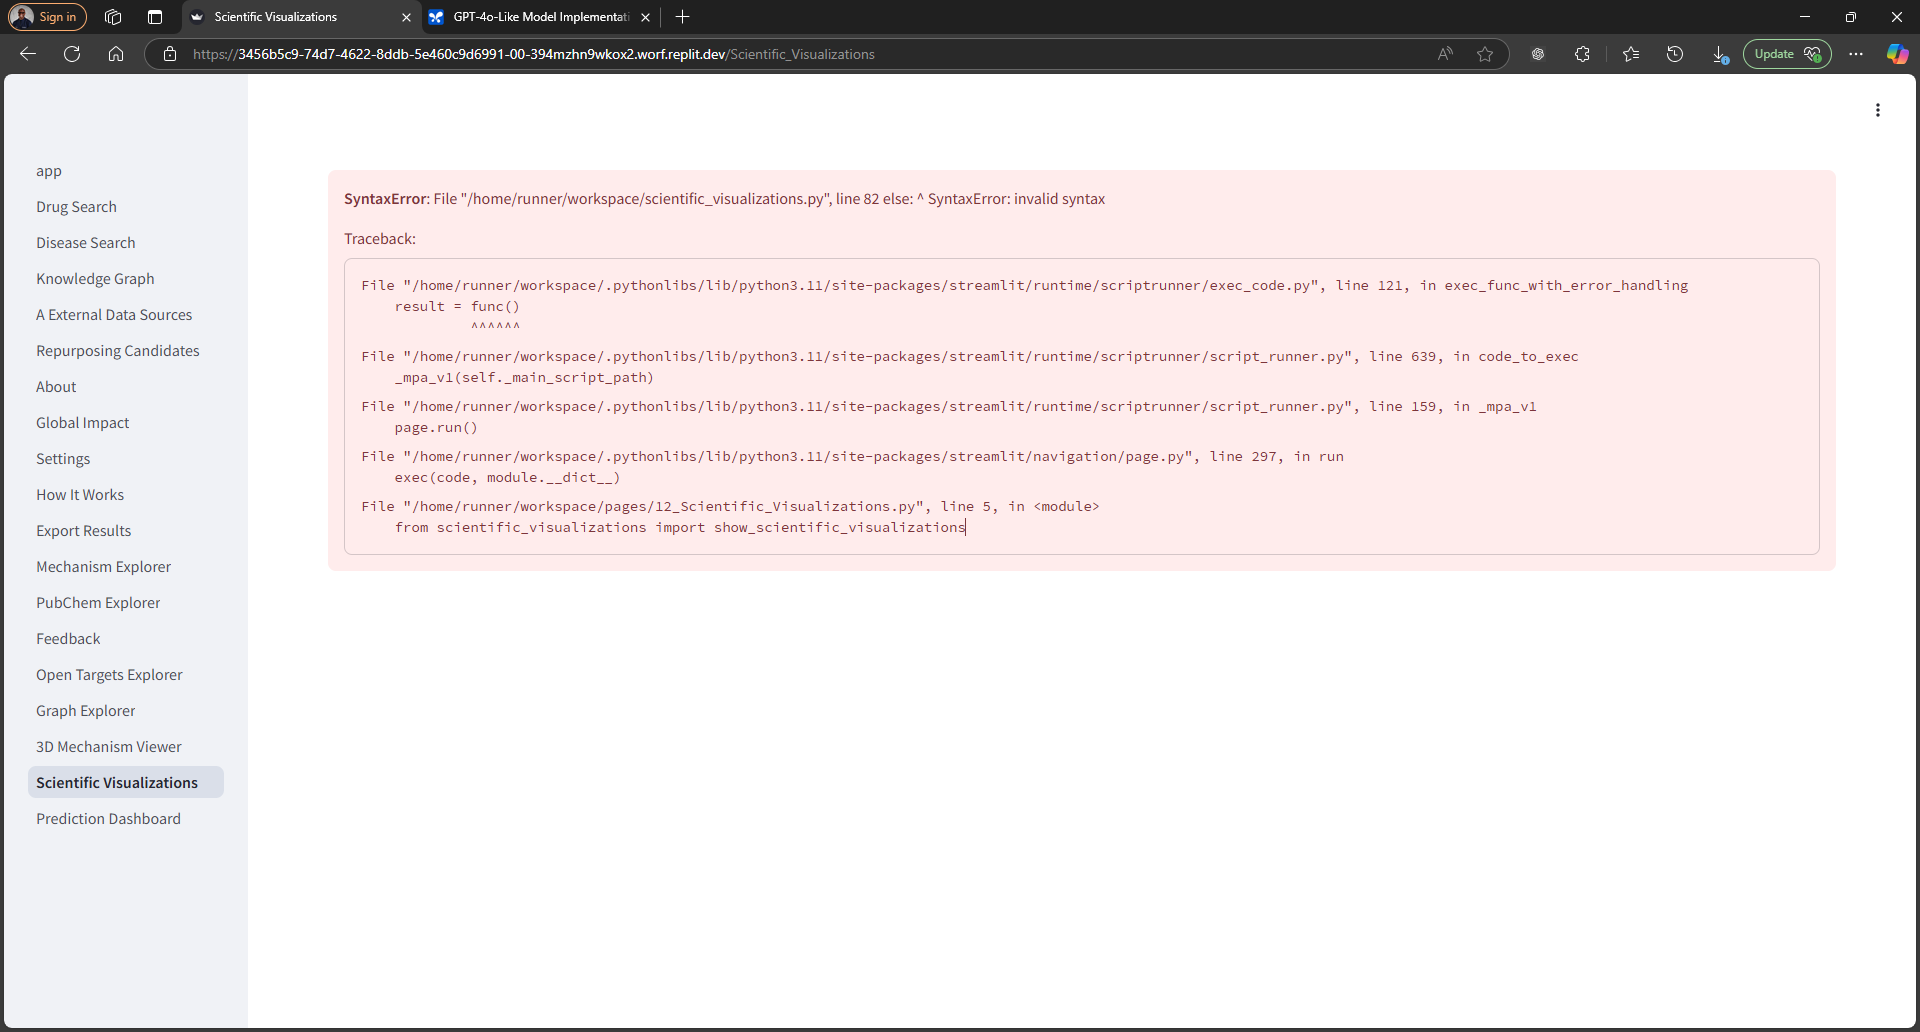 Sign in
Scientific Visualizations
GPT-4o-Like Model Implementati
https://3456b5c9-74d7-4622-8ddb-5e460c9d6991-00-394mzhn9wkox2.worf.replit.dev/Scientific_Visualizations
Update
app
Drug Search
Disease Search
Knowledge Graph
A External Data Sources
Repurposing Candidates
About
Global Impact
Settings
How It Works
Export Results
Mechanism Explorer
PubChem Explorer
Feedback
Open Targets Explorer
Graph Explorer
3D Mechanism Viewer
Scientific Visualizations
Prediction Dashboard
SyntaxError: File "/home/runner/workspace/scientific_visualizations.py", line 82 else: ^ SyntaxError: invalid syntax
Traceback:
File "/home/runner/workspace/.pythonlibs/lib/python3.11/site-packages/streamlit/runtime/scriptrunner/exec_code.py", line 121, in exec_func_with_error_handling
result = func()
^^^^^^
File "/home/runner/workspace/.pythonlibs/lib/python3.11/site-packages/streamlit/runtime/scriptrunner/script_runner.py", line 639, in code_to_exec
_mpa_v1(self._main_script_path)
File "/home/runner/workspace/.pythonlibs/lib/python3.11/site-packages/streamlit/runtime/scriptrunner/script_runner.py", line 159, in _mpa_v1
page.run()
File "/home/runner/workspace/.pythonlibs/lib/python3.11/site-packages/streamlit/navigation/page.py", line 297, in run
exec(code, module.__dict__)
File "/home/runner/workspace/pages/12_Scientific_Visualizations.py", line 5, in <module>
from scientific_visualizations import show_scientific_visualizations